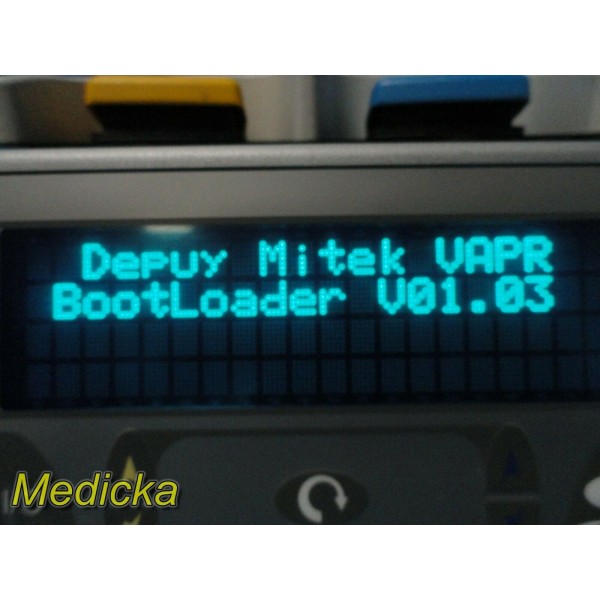 Depuy Mitek VAPR
BootLoader V01.03
Medicka